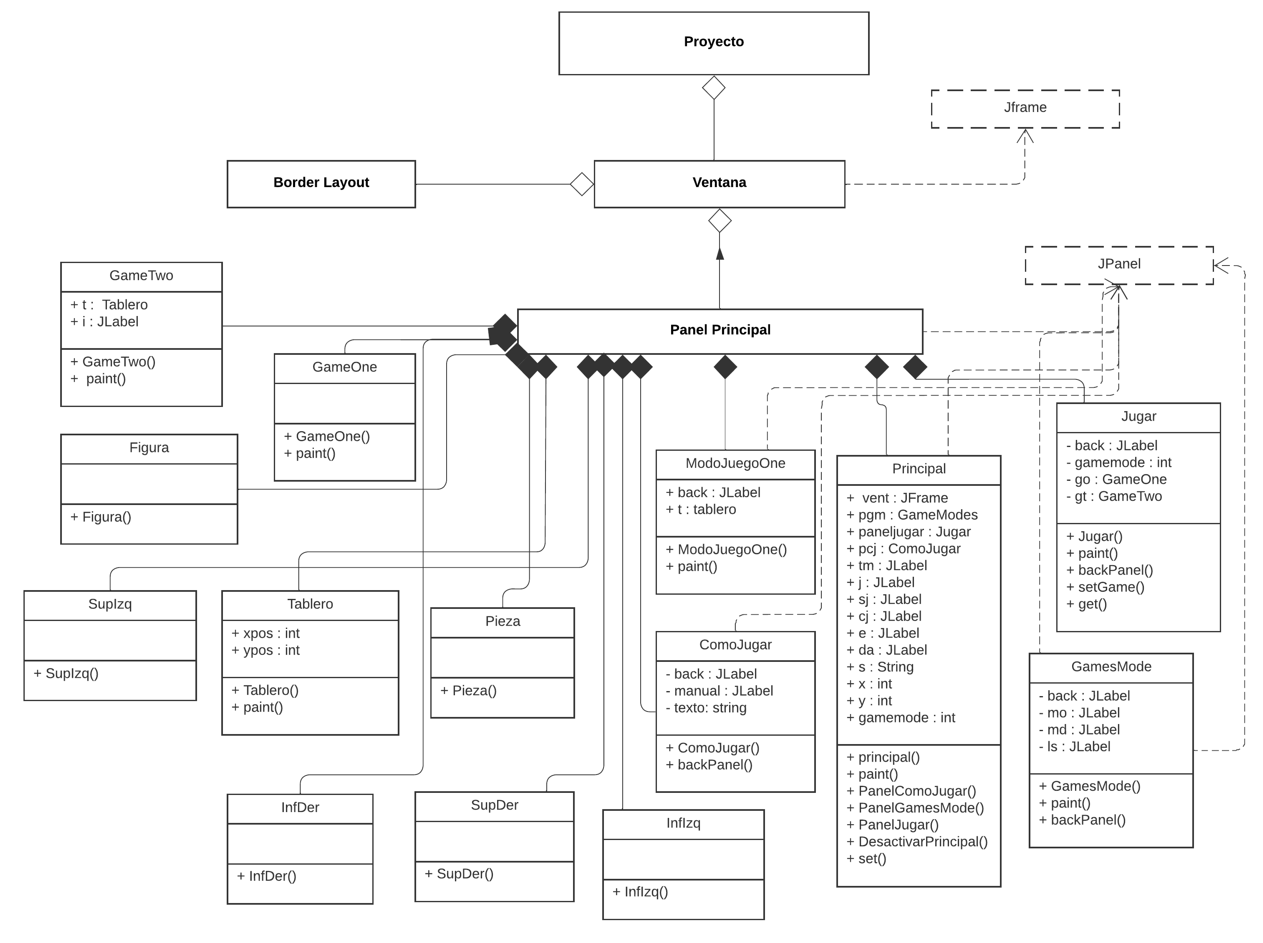 Proyecto
Jframe
Border Layout
Ventana
JPanel
GameTwo
+ t :  Tablero
+ i : JLabel
+ GameTwo()
+  paint()
Panel Principal
GameOne
+ GameOne()
+ paint()
Figura
+ Figura()
ModoJuegoOne
+ back : JLabel
+ t : tablero
+ ModoJuegoOne()
+ paint()
Principal
+  vent : JFrame
+ pgm : GameModes
+ paneljugar : Jugar
+ pcj : ComoJugar
+ tm : JLabel
+ j : JLabel
+ sj : JLabel
+ cj : JLabel
+ e : JLabel
+ da : JLabel
+ s : String
+ x : int
+ y : int
+ gamemode : int
+ principal()
+ paint()
+ PanelComoJugar()
+ PanelGamesMode()
+ PanelJugar()
+ DesactivarPrincipal()
+ set()
Jugar
- back : JLabel
- gamemode : int
- go : GameOne
- gt : GameTwo
+ Jugar()
+ paint()
+ backPanel()
+ setGame()
+ get()
SupIzq
+ SupIzq()
Tablero
+ xpos : int
+ ypos : int
+ Tablero()
+ paint()
Pieza
+ Pieza()
ComoJugar
- back : JLabel
- manual : JLabel
- texto: string
+ ComoJugar()
+ backPanel()
GamesMode
- back : JLabel
- mo : JLabel
- md : JLabel
- ls : JLabel
+ GamesMode()
+ paint()
+ backPanel()
InfDer
+ InfDer()
SupDer
+ SupDer()
InfIzq
+ InfIzq()